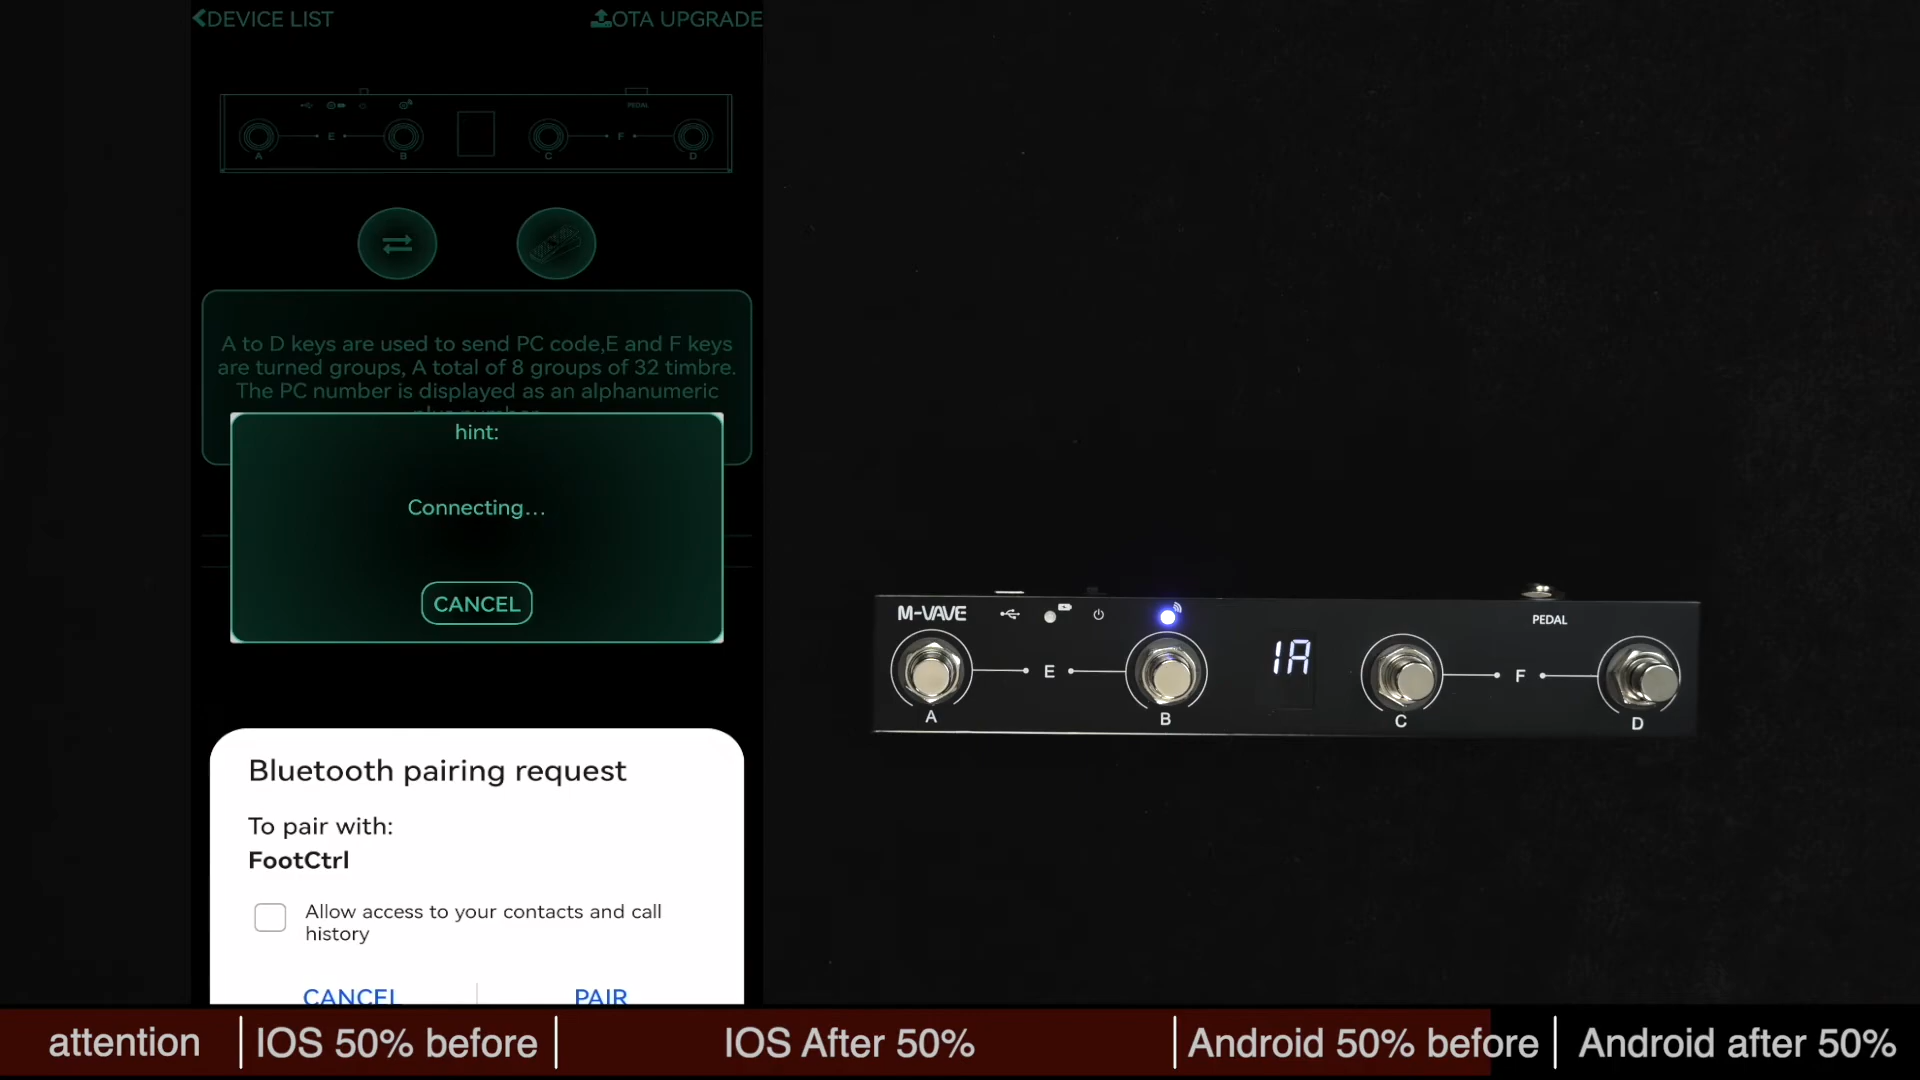 DEVICE LIST
OTA UPGRADE
PEDAL
E
F
A
B
C
D
A to D keys are used to send PC code,E and F keys
are turned groups, A total of 8 groups of 32 timbre.
The PC number is displayed as an alphanumeric
hint:
Connecting...
CANCEL
Bluetooth pairing request
To pair with:
FootCtrl
Allow access to your contacts and call
history
CANCEL
PAIR
M-VAVE
PEDAL
1A
E
F
A
B
C
D
attention
IOS 50% before
IOS After 50%
Android 50% before
Android after 50%